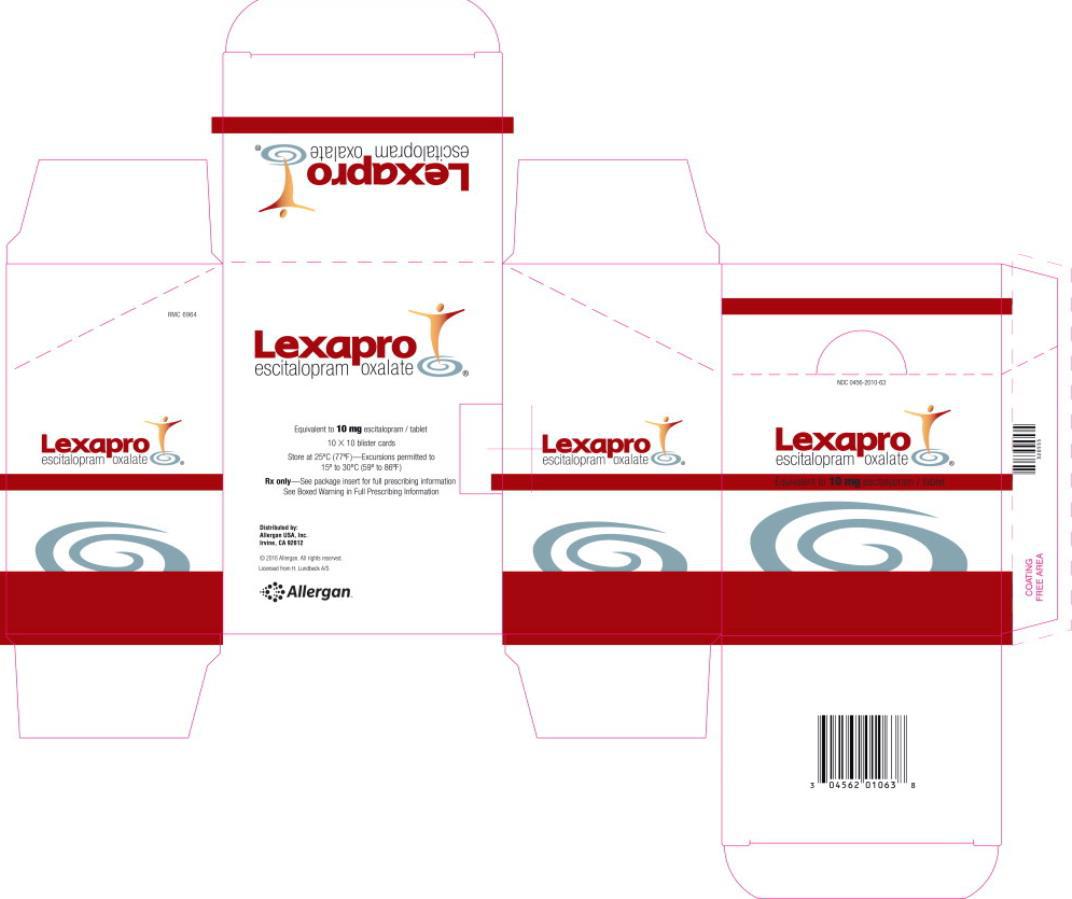 Lexapro
escitalopram oxalate ®
RMC 6964
Lexapro
escitalopram oxalate ®
Lexapro
escitalopram oxalate ®
Equivalent to 10 mg escitalopram / tablet
10 X 10 blister cards
Store at 25ºC (77ºF)—Excursions permitted to
15º to 30ºC (59º to 86ºF)
Rx only—See package insert for full prescribing information
See Boxed Warning in Full Prescribing Information
Distributed by:
Allergan USA, Inc.
Irvine, CA 92612
© 2016 Allergan. All rights reserved.
Licensed from H. Lundbeck A/S
Allergan
Lexapro
escitalopram oxalate ®
NDC 0456-2010-63
Lexapro
escitalopram oxalate ®
Equivalent to 10 mg escitalopram / tablet
COATING
FREE AREA
3 04562 01063 8